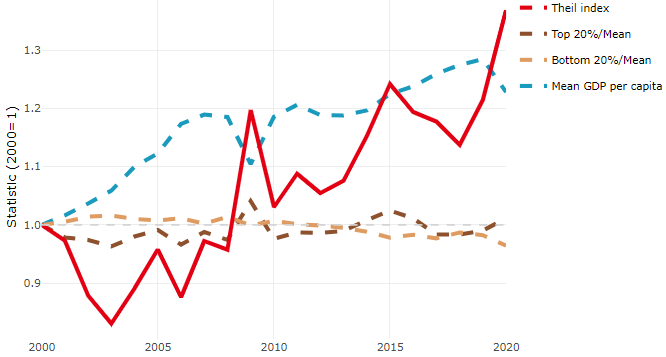 Theil index
Top 20%/Mean
Bottom 20%/Mean
Mean GDP per capita
Statistic (2000= 1)
1.3
1.2
1.1
1.0
0.9
2000 2005 2010 2015 2020